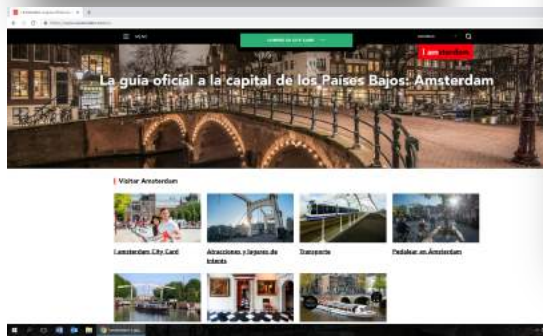 MENU
I amsterdam.
La guía oficial a la capital de los Países Bajos: Amsterdam
Visitar Amsterdam
I amsterdam City Card
Atracciones y lugares de
interés
Transporte
Pedalear en Ámsterdam